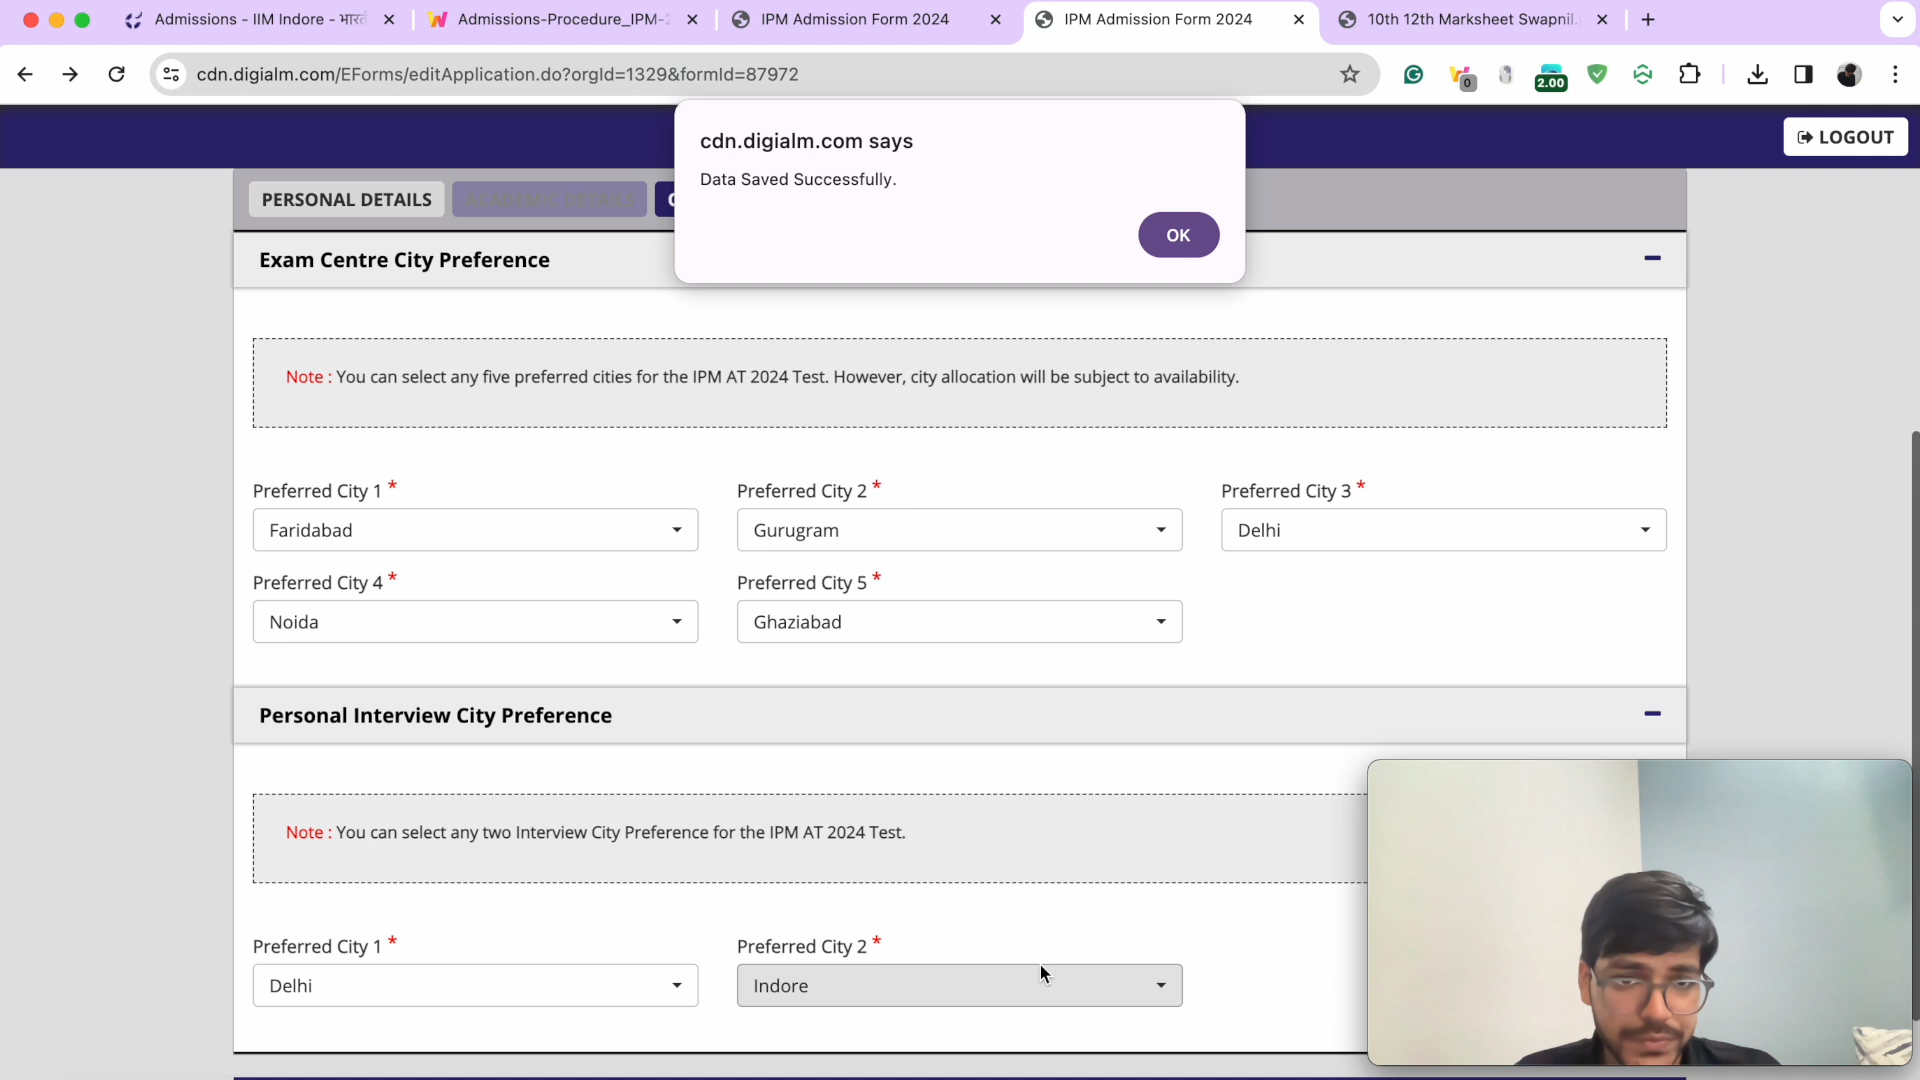 Admissions - IIM Indore - भारत
Admissions-Procedure_IPM-2
IPM Admission Form 2024
IPM Admission Form 2024
10th 12th Marksheet Swapnil.
cdn.digialm.com/EForms/editApplication.do?orgId=1329&formId=87972
0
2.00
LOGOUT
cdn.digialm.com says
Data Saved Successfully.
OK
PERSONAL DETAILS
ACADEMIC DETAILS
Exam Centre City Preference
Note : You can select any five preferred cities for the IPM AT 2024 Test. However, city allocation will be subject to availability.
Preferred City 1 *
Preferred City 2 *
Preferred City 3 *
Faridabad
Gurugram
Delhi
Preferred City 4 *
Preferred City 5 *
Noida
Ghaziabad
Personal Interview City Preference
Note : You can select any two Interview City Preference for the IPM AT 2024 Test.
Preferred City 1 *
Preferred City 2 *
Delhi
Indore